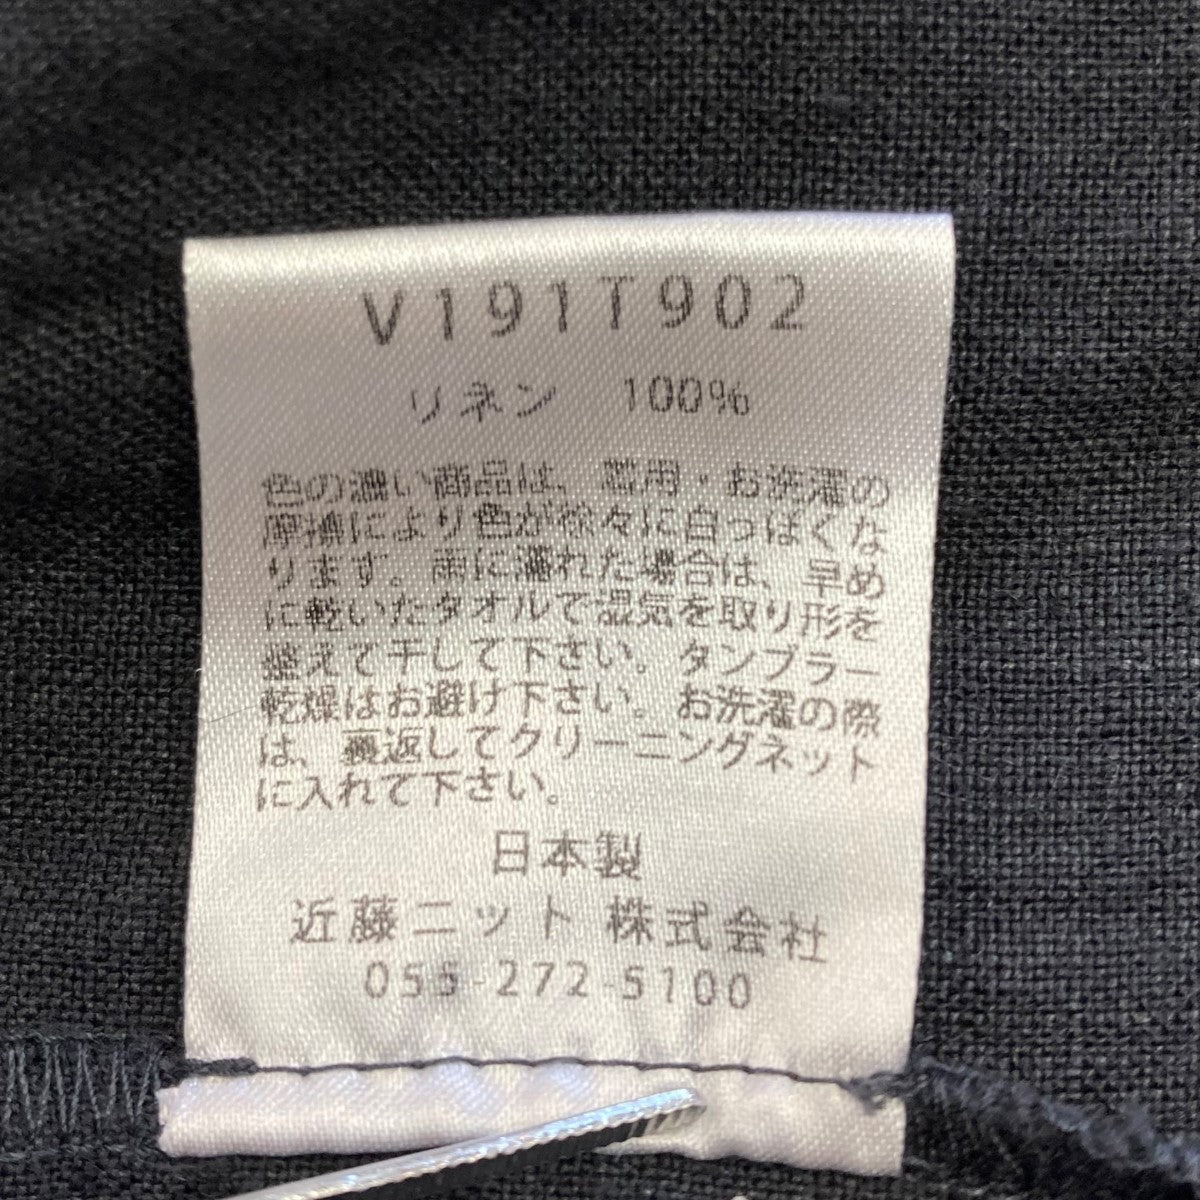 V191T902
リネン 100%
色の濃い商品は、着用・お洗濯の
摩擦により色が徐々に白っぱくな
ります。雨に濡れた場合は、早め
に乾いたタオルで湿気を取り形を
整えて干して下さい。タンブラー
乾燥はお避け下さい。お洗濯の際
は、裏返してクリーニングネット
に入れて下さい。
日本製
近藤ニット 株式会社
055-272-5100